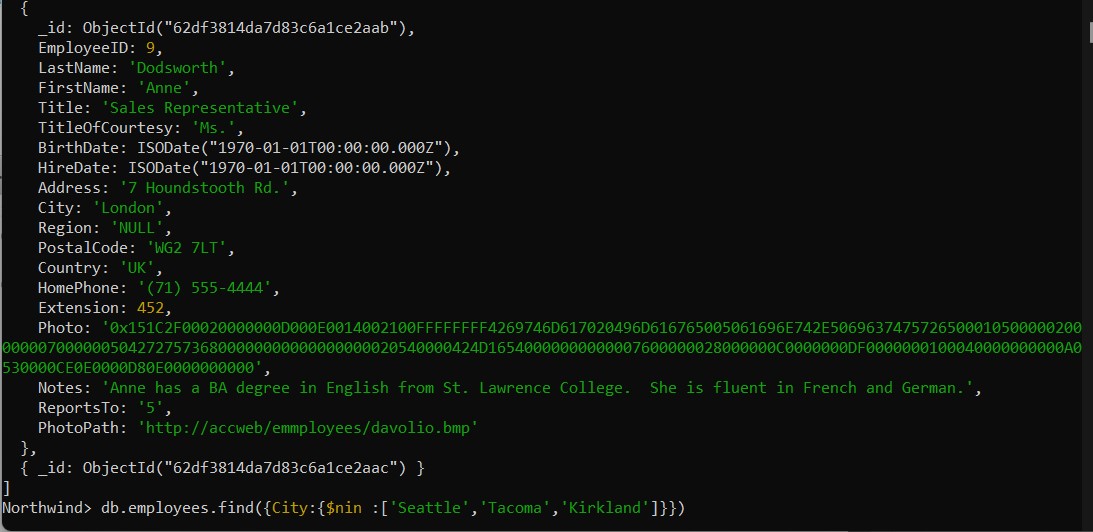 {
_id: ObjectId("62df3814da7d83c6a1ce2aab"),
EmployeeID: 9,
LastName: 'Dodsworth',
FirstName: 'Anne',
Title: 'Sales Representative',
TitleOfCourtesy: 'Ms.',
BirthDate: ISODate("1970-01-01T00:00:00.000Z"),
HireDate: ISODate("1970-01-01T00:00:00.000Z"),
Address: '7 Houndstooth Rd.',
City: 'London',
Region: 'NULL',
PostalCode: 'WG2 7LT',
Country: 'UK',
HomePhone: '(71) 555-4444',
Extension: 452,
Photo: '0x151C2F00020000000D000E0014002100FFFFFFFF4269746D617020496D616765005061696E742E5069637475726500010500000200
00000700000050427275736800000000000000000020540000424D16540000000000007600000028000000C0000000DF0000000100040000000000A0
530000CE0E0000D80E0000000000',
Notes: 'Anne has a BA degree in English from St. Lawrence College.  She is fluent in French and German.',
ReportsTo: '5',
PhotoPath: 'http://accweb/emmployees/davolio.bmp'
},
{ _id: ObjectId("62df3814da7d83c6a1ce2aac") }
]
Northwind> db.employees.find({City:{$nin :['Seattle','Tacoma','Kirkland']}})